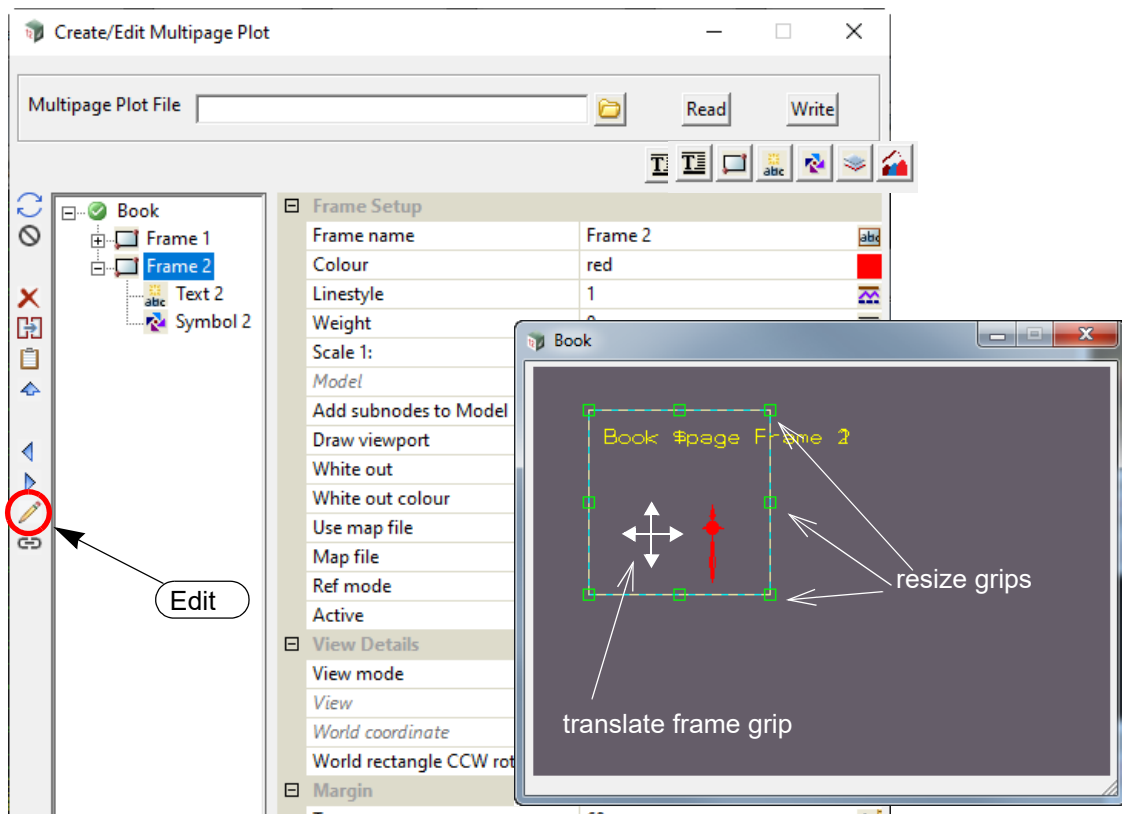 Create/Edit Multipage Plot
Multipage Plot File
Read
Write
T
T
abc
Book
Frame 1
Frame 2
abc Text 2
Symbol 2
Frame Setup
Frame name Frame 2 abc
Colour red
Linestyle 1
Weight
Scale 1:
Model
Add subnodes to Model
Draw viewport
White out
White out colour
Use map file
Map file
Ref mode
Active
View Details
View mode
View
World coordinate
World rectangle CCW rot
Margin
Edit
Book
Book $page Frame
resize grips
translate frame grip